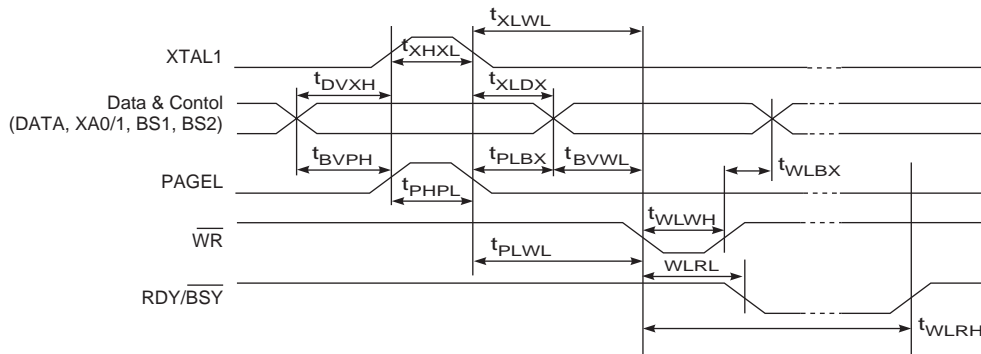 tXLWL
XTAL1
tXHXL
tDVXH
tXLDX
Data & Contol
(DATA, XA0/1, BS1, BS2)
tBVPH
tPLBX
tBVWL
tWLBX
PAGEL
tPHPL
tWLWH
WR
tPLWL
WLRL
RDY/BSY
tWLRH